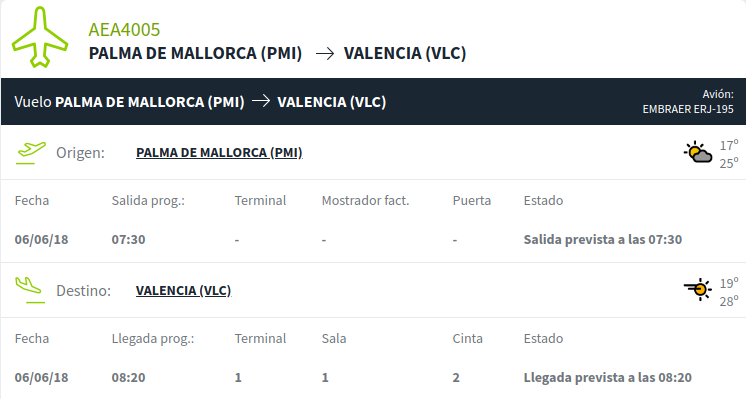 AEA4005
PALMA DE MALLORCA (PMI) → VALENCIA (VLC)
Vuelo PALMA DE MALLORCA (PMI) → VALENCIA (VLC)
Avión:
EMBRAER ERJ-195
Origen: PALMA DE MALLORCA (PMI)
17º
25º
Fecha Salida prog.: Terminal Mostrador fact. Puerta Estado
06/06/18 07:30 - - - Salida prevista a las 07:30
Destino: VALENCIA (VLC)
19º
28º
Fecha Llegada prog.: Terminal Sala Cinta Estado
06/06/18 08:20 1 1 2 Llegada prevista a las 08:20